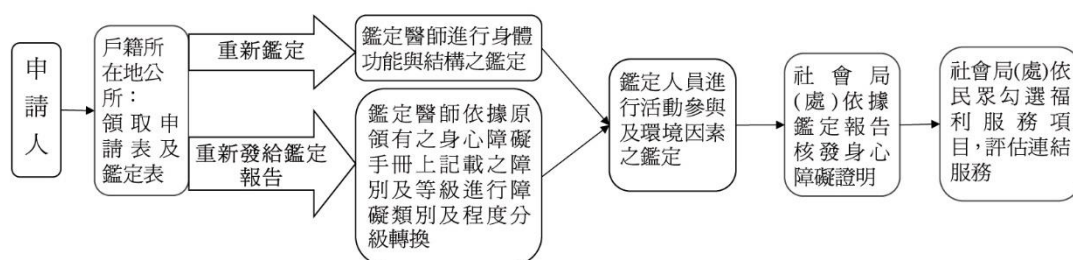 申請人
戶籍所
在地公
所：
領取申
請表及
鑑定表
重新鑑定
重新發給鑑定
報告
鑑定醫師進行身體
功能與結構之鑑定
鑑定醫師依據原
領有之身心障礙
手冊上記載之障
別及等級進行障
礙類別及程度分
級轉換
鑑定人員進
行活動參與
及環境因素
之鑑定
社會局
(處)依據
鑑定報告
核發身心
障礙證明
社會局(處)依
民眾勾選福
利服務項
目，評估連結
服務